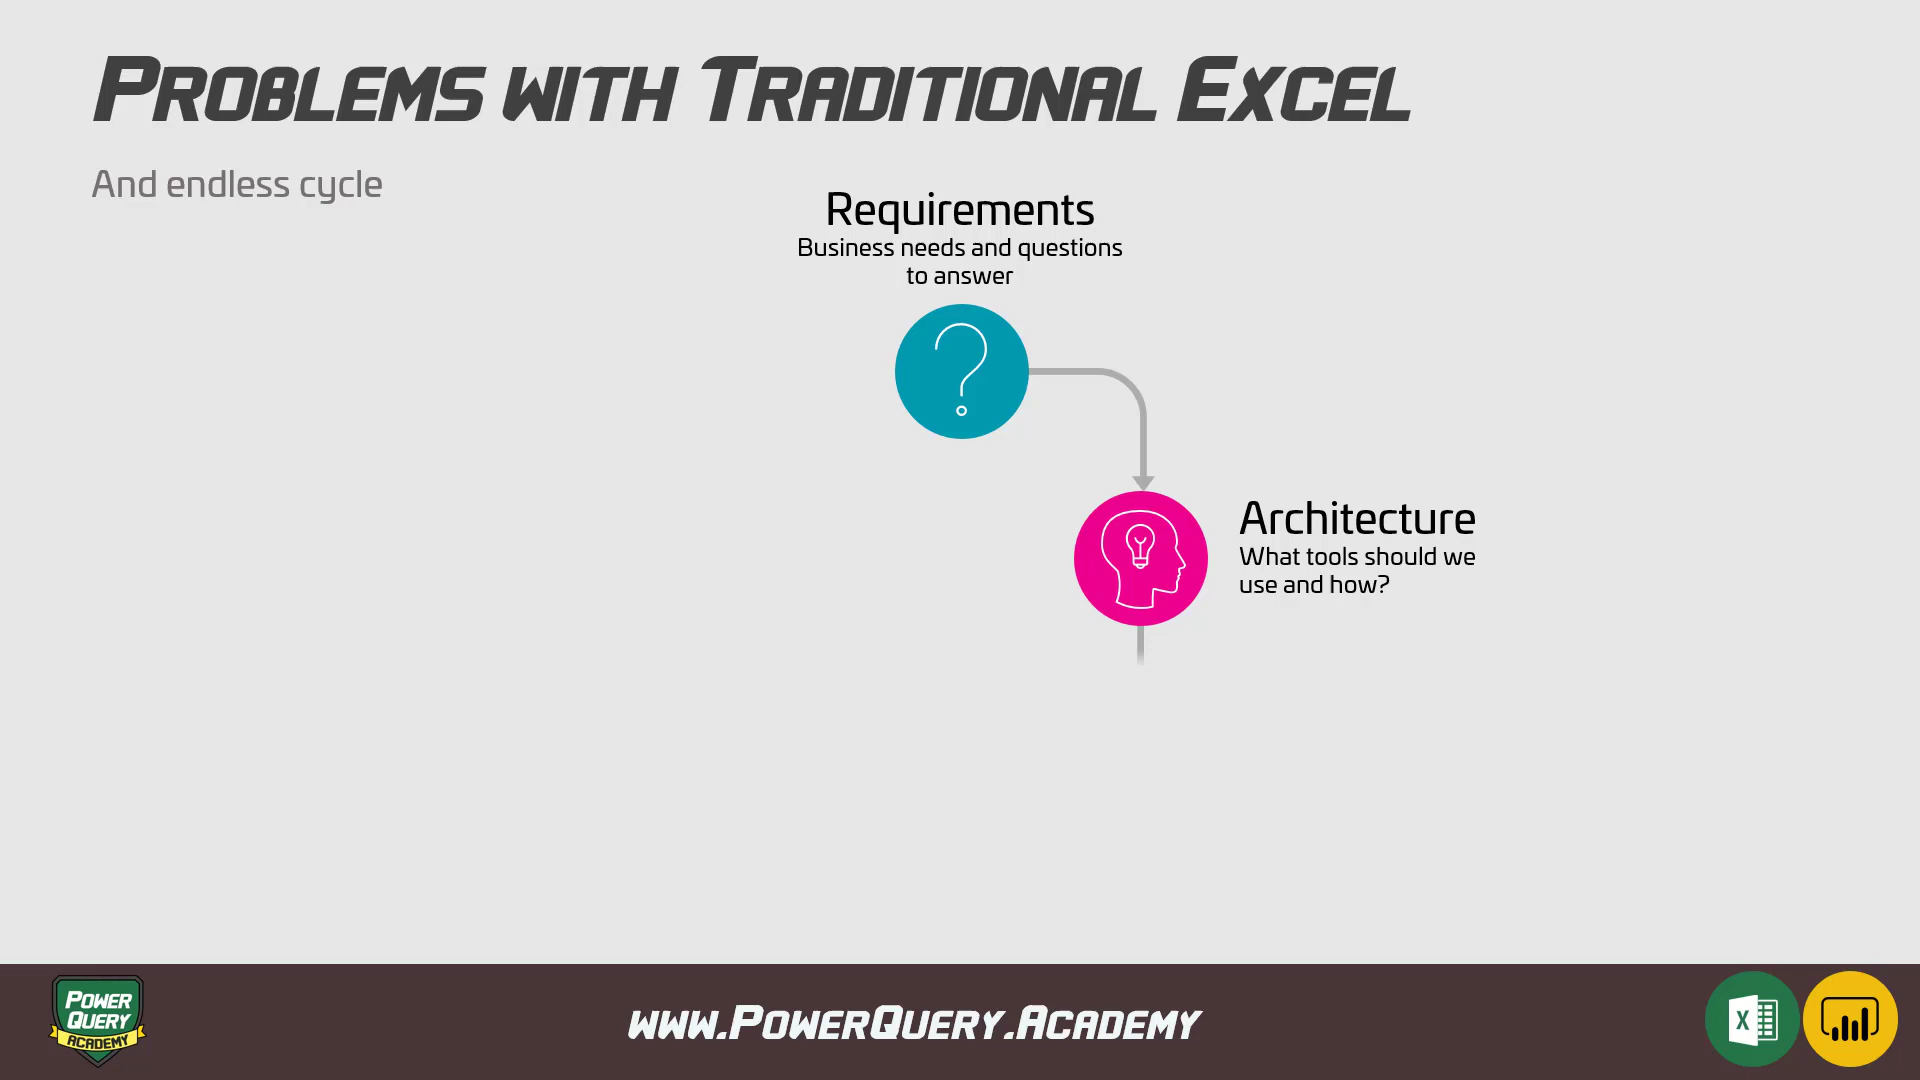 Problems with Traditional Excel
And endless cycle
Requirements
Business needs and questions
to answer
?
Architecture
What tools should we
use and how?
Power
Query
Academy
www.PowerQuery.Academy
X